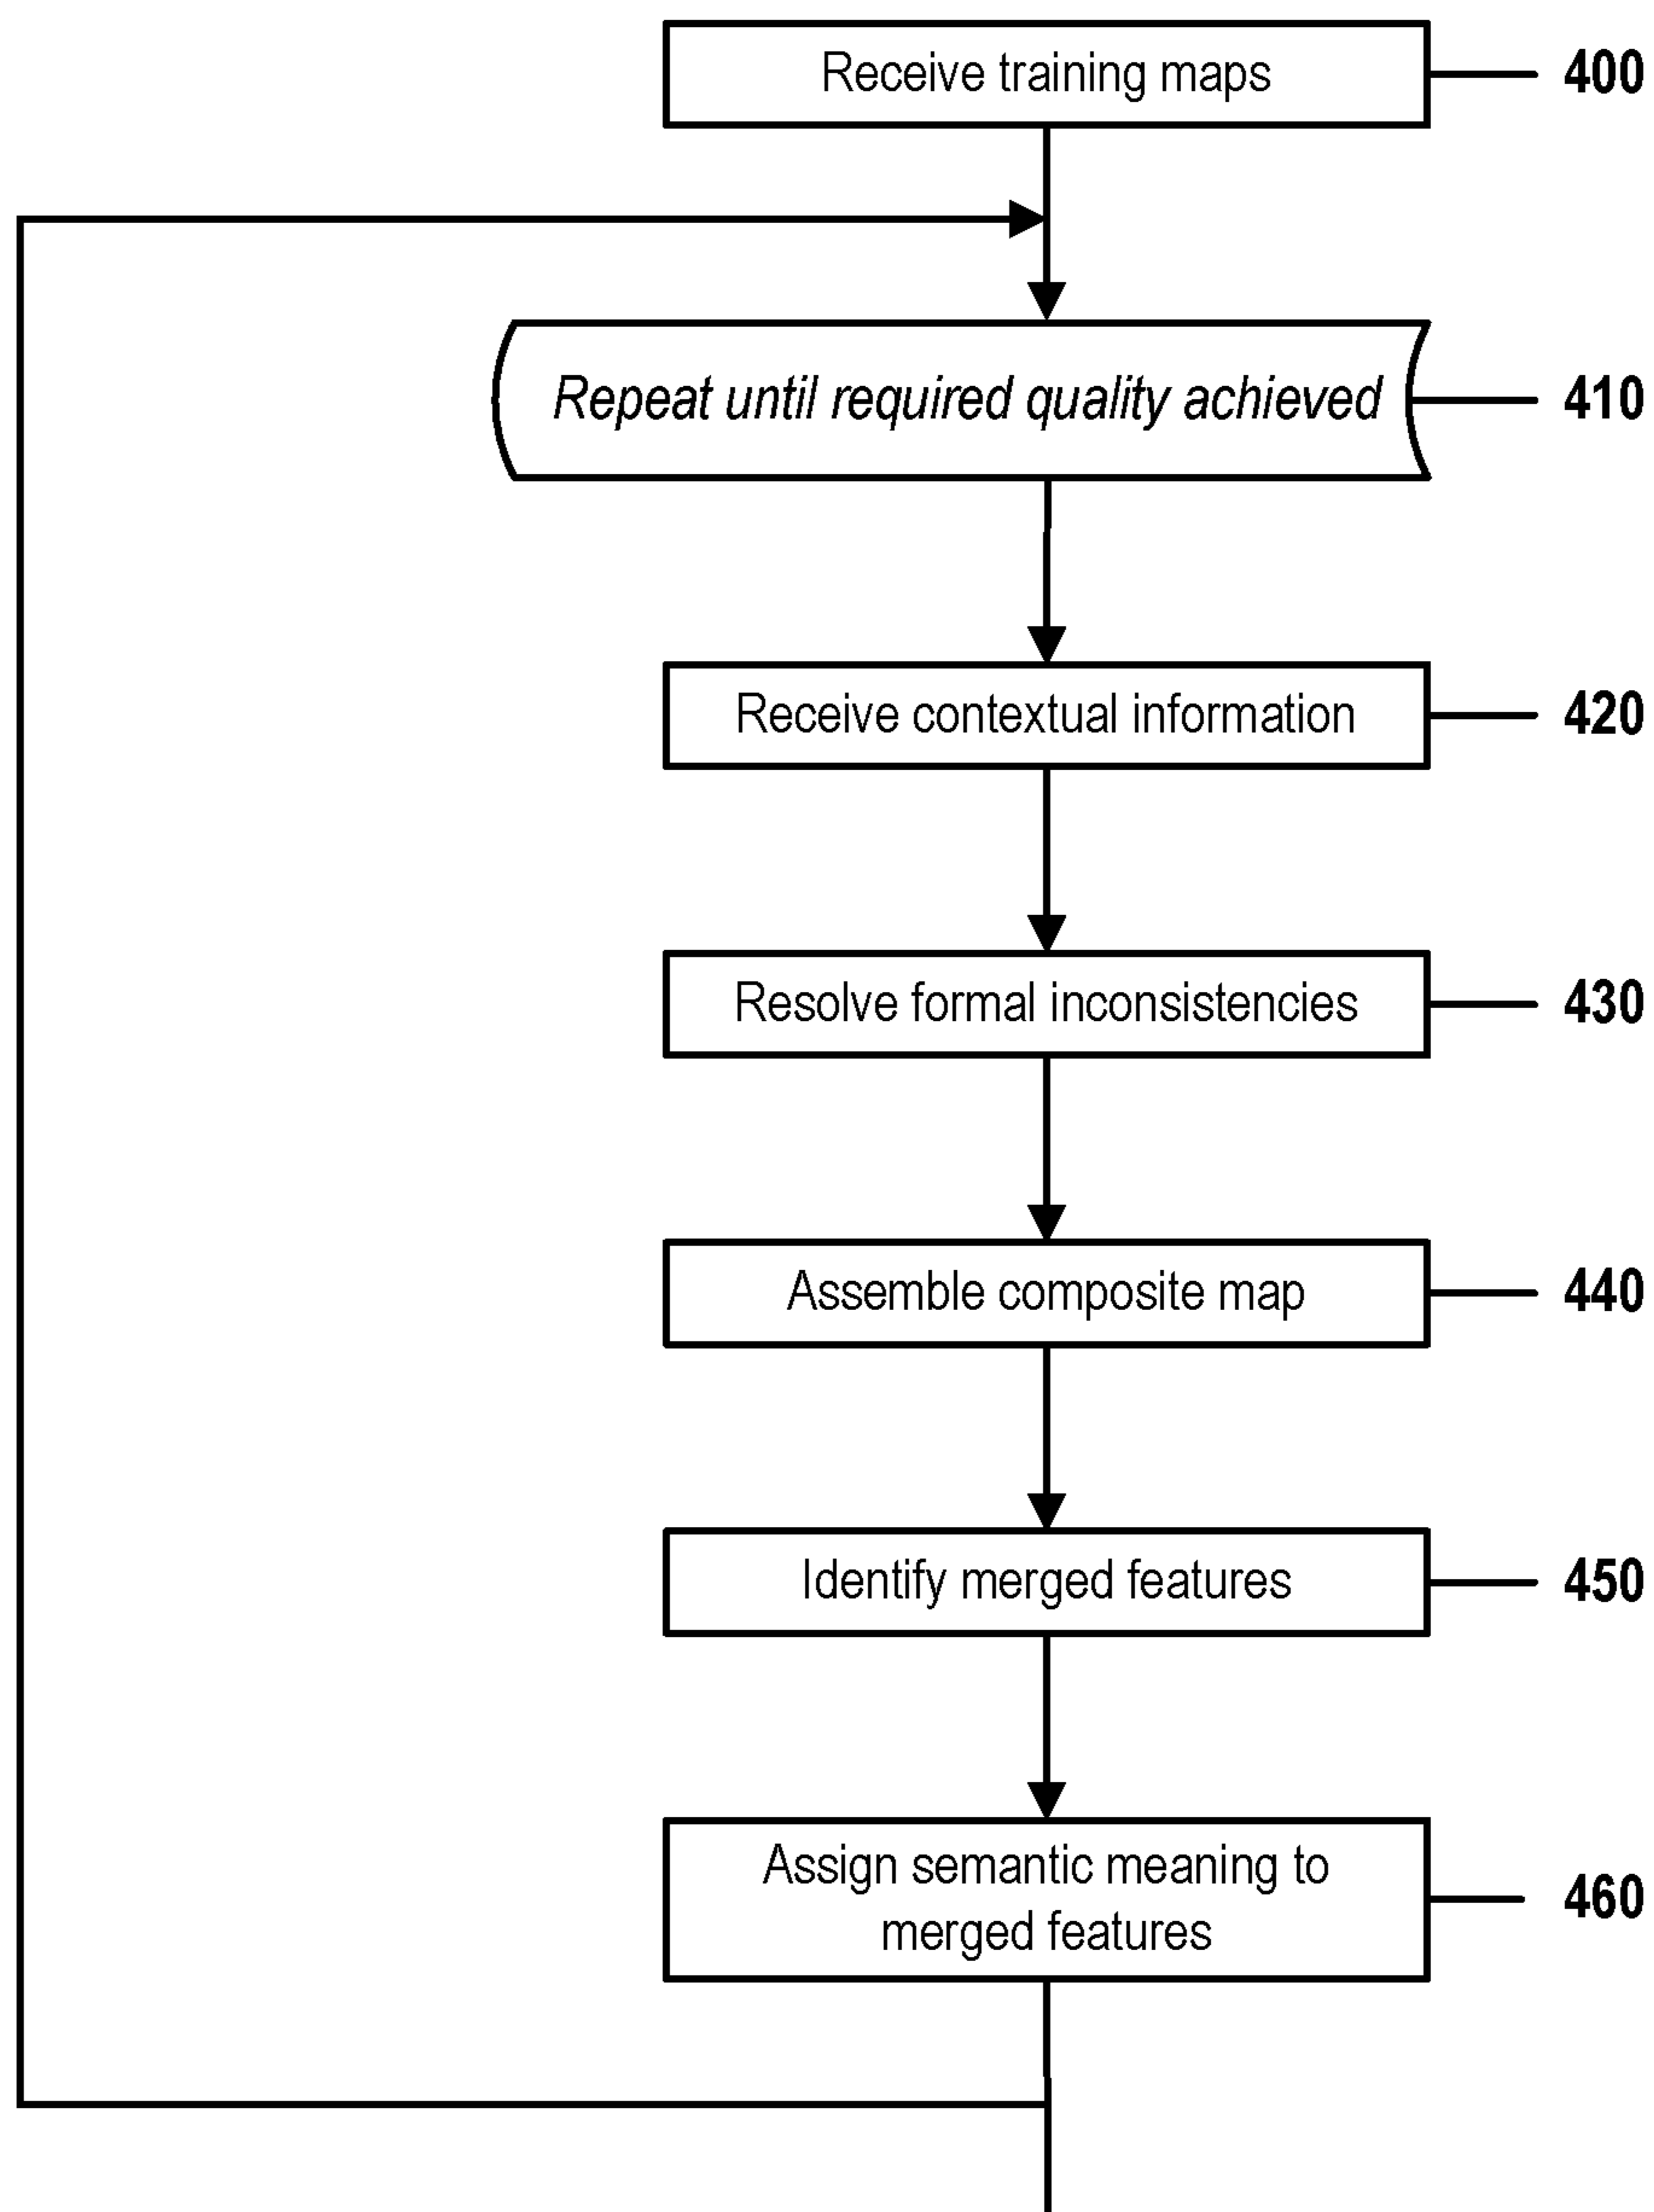 Receive training maps 400
Repeat until required quality achieved 410
Receive contextual information 420
Resolve formal inconsistencies 430
Assemble composite map 440
Identify merged features 450
Assign semantic meaning to
merged features 460